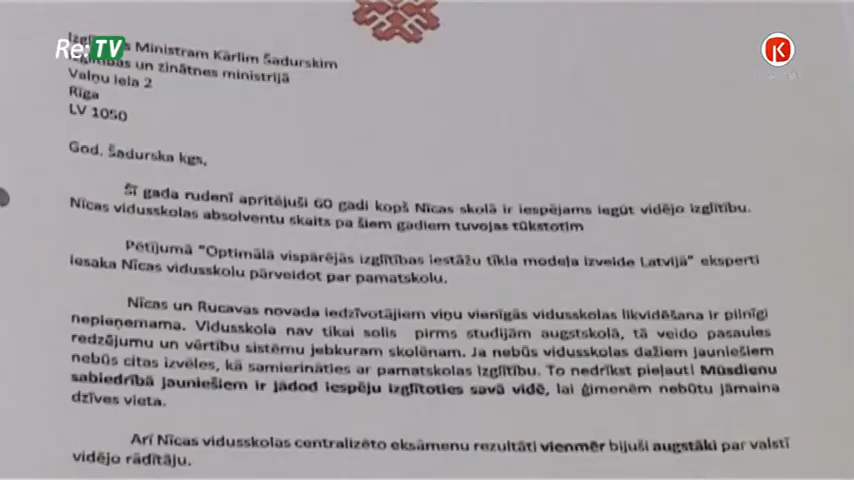 Re:TV
Ministram Kārlim Šadurskim
un zinātnes ministrijā
Vaļņu iela 2
Rīga
LV 1050
God. Šadurska kgs,
Šī gada rudenī apritējuši 60 gadi kopš Nīcas skolā ir iespējams iegūt vidējo izglītību.
Nīcas vidusskolas absolventu skaits pa šiem gadiem tuvojas tūkstotim
Pētījumā "Optimālā vispārējās izglītības iestāžu tīkla modeļa izveide Latvijā" eksperti
iesaka Nīcas vidusskolu pārveidot par pamatskolu.
Nīcas un Rucavas novada iedzīvotājiem viņu vienīgās vidusskolas likvidēšana ir pilnīgi
nepieņemama. Vidusskola nav tikai solis pirms studijām augstskolā, tā veido pasaules
redzējumu un vērtību sistēmu jebkuram skolēnam. Ja nebūs vidusskolas dažiem jauniešiem
nebūs citas izvēles, kā samierināties ar pamatskolas izglītību. To nedrīkst pieļaut! Mūsdienu
sabiedrībā jauniešiem ir jādod iespēju izglītoties savā vidē, lai ģimenēm nebūtu jāmaina
dzīves vieta.
Arī Nīcas vidusskolas centralizēto eksāmenu rezultāti vienmēr bijuši augstāki par valstī
vidējo rādītāju.